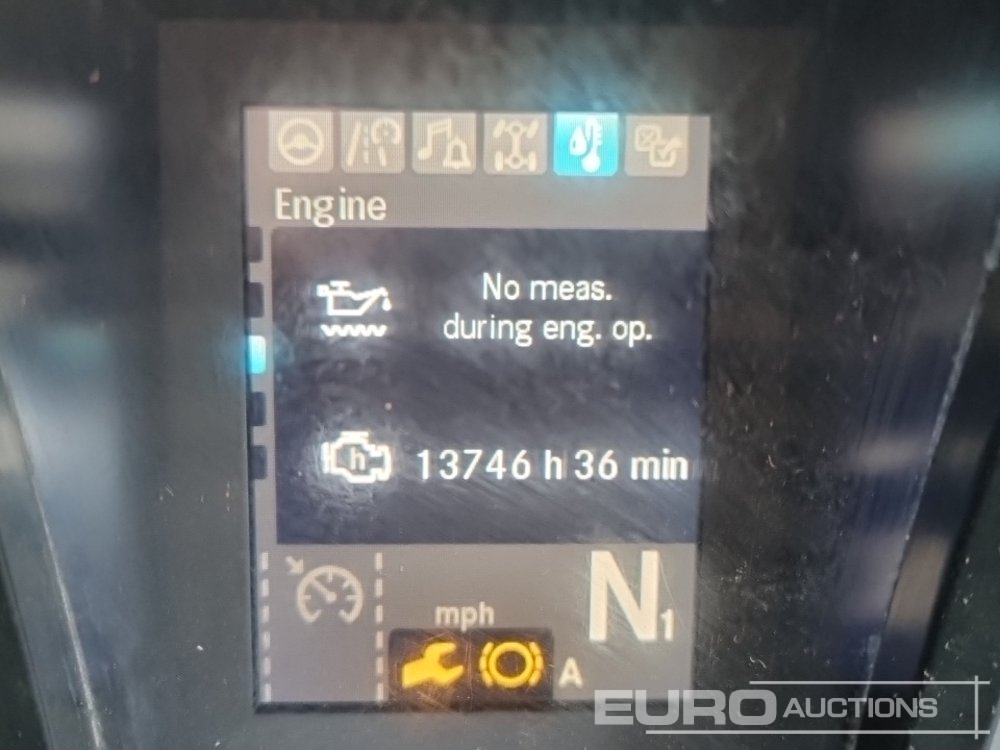 Engine
No meas.
during eng. op.
h
13746 h 36 min
mph
N1
A
EURO AUCTIONS